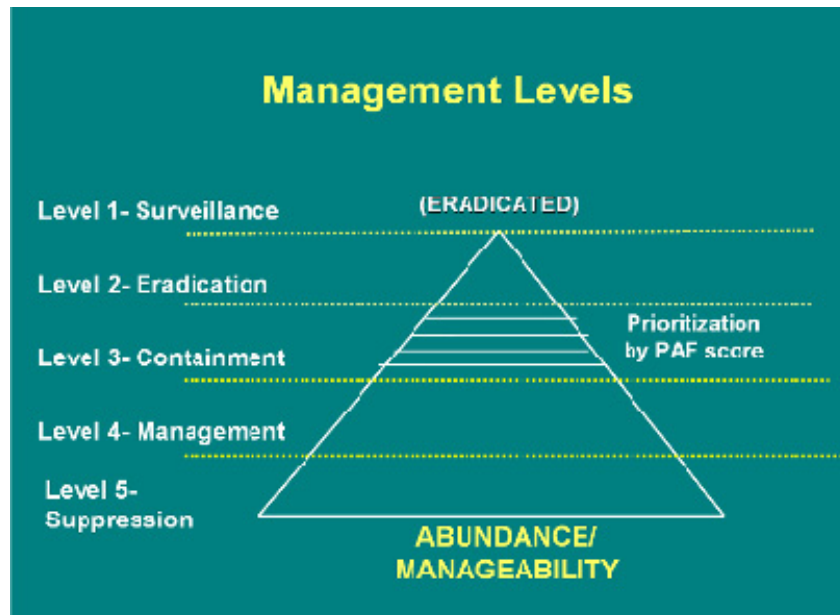 Management Levels
Level 1- Surveillance
(ERADICATED)
Level 2- Eradication
Prioritization
by PAF score
Level 3- Containment
Level 4- Management
Level 5-
Suppression
ABUNDANCE/
MANAGEABILITY